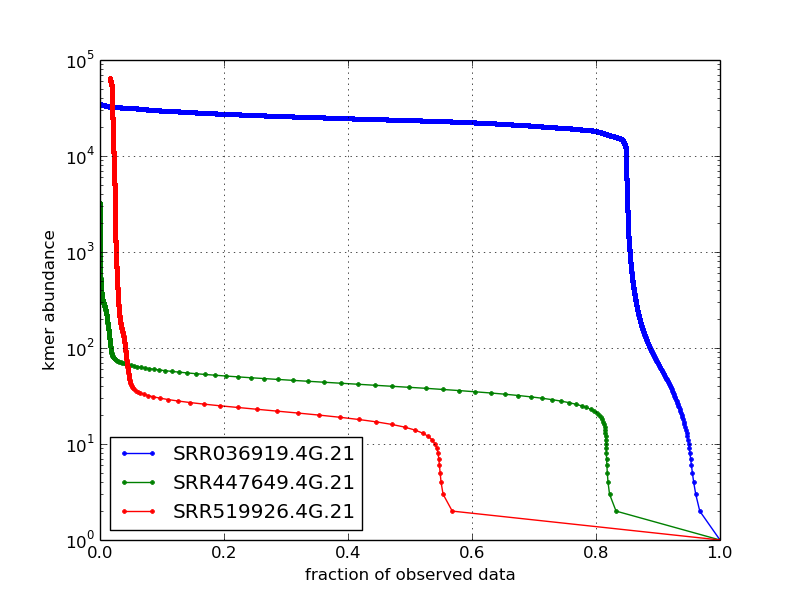 10^5
10^4
10^3
10^2
10^1
10^0
kmer abundance
SRR036919.4G.21
SRR447649.4G.21
SRR519926.4G.21
0.0 0.2 0.4 0.6 0.8 1.0
fraction of observed data